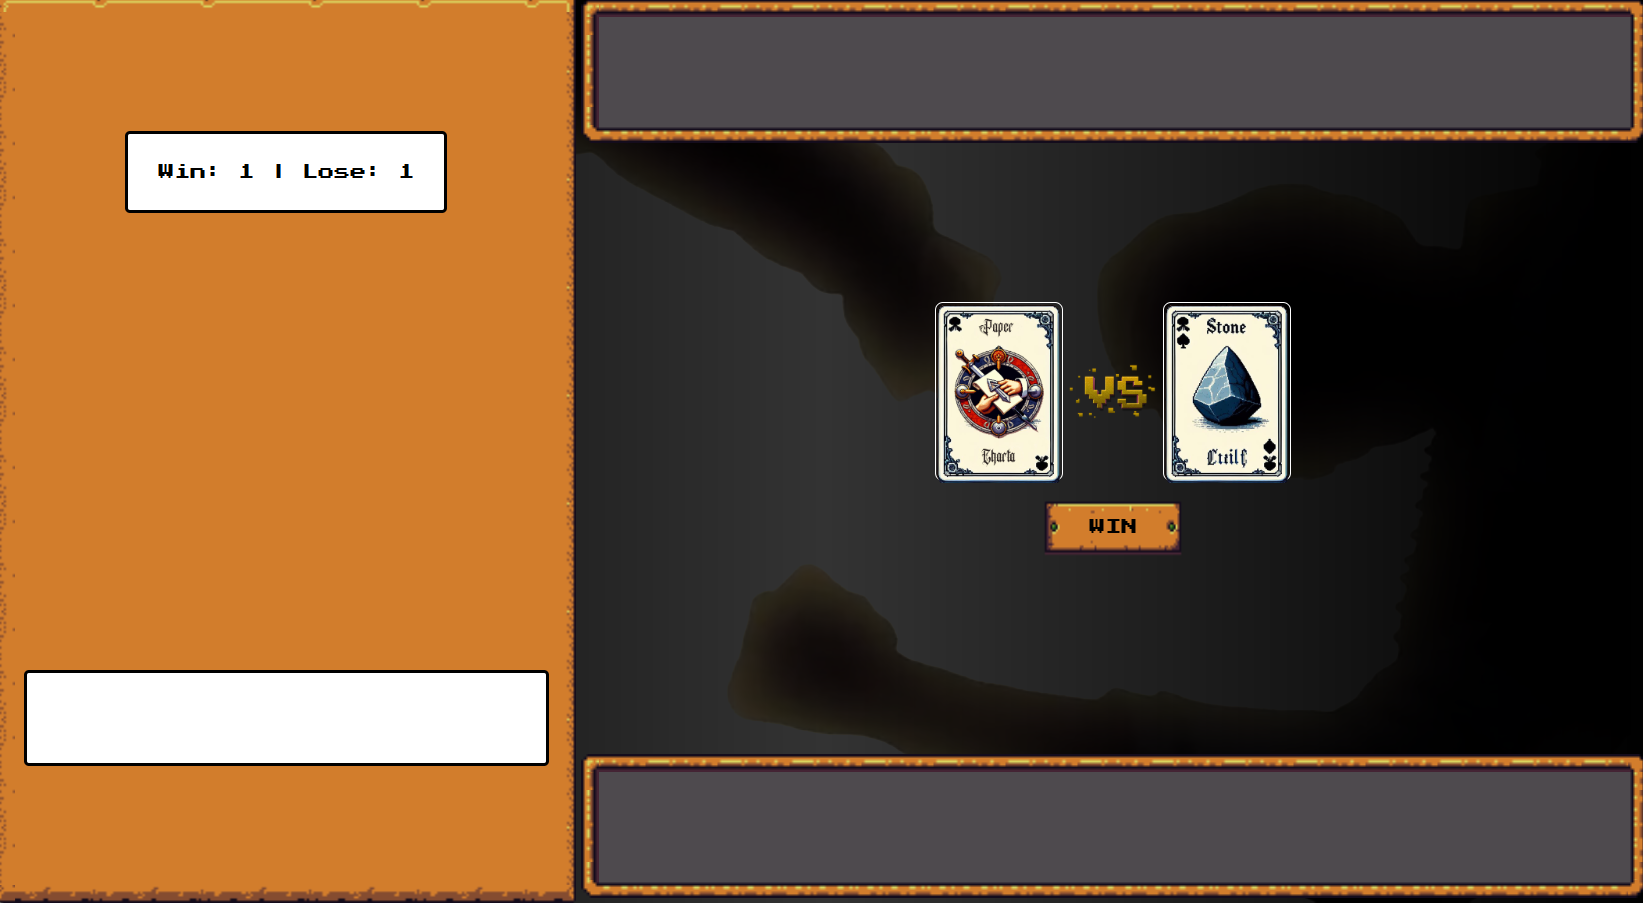 Win: 1 | Lose: 1
Paper
Stone
VS
Charta
WIN